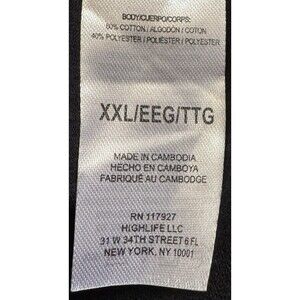 BODY/CUERPO/CORPS:
60% COTTON / ALGODON / COTON
40% POLYESTER / POLIÉSTER / POLYESTER
XXL/EEG/TTG
MADE IN CAMBODIA
HECHO EN CAMBOYA
FABRIQUÉ AU CAMBODGE
RN 117927
HIGHLIFE LLC
31 W 34TH STREET 6 FL
NEW YORK, NY 10001